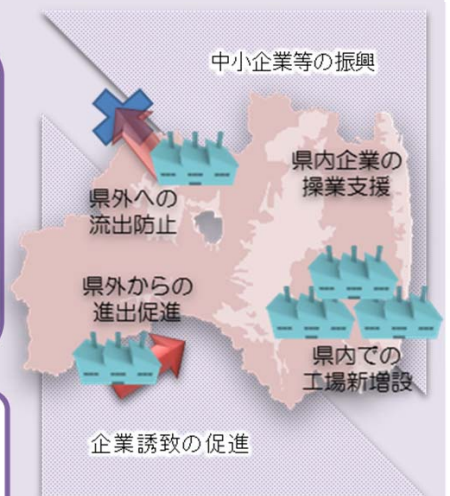 中小企業等の振興
県内企業の
操業支援
県外への
流出防止
県外からの
進出促進
県内での
工場新増設
企業誘致の促進